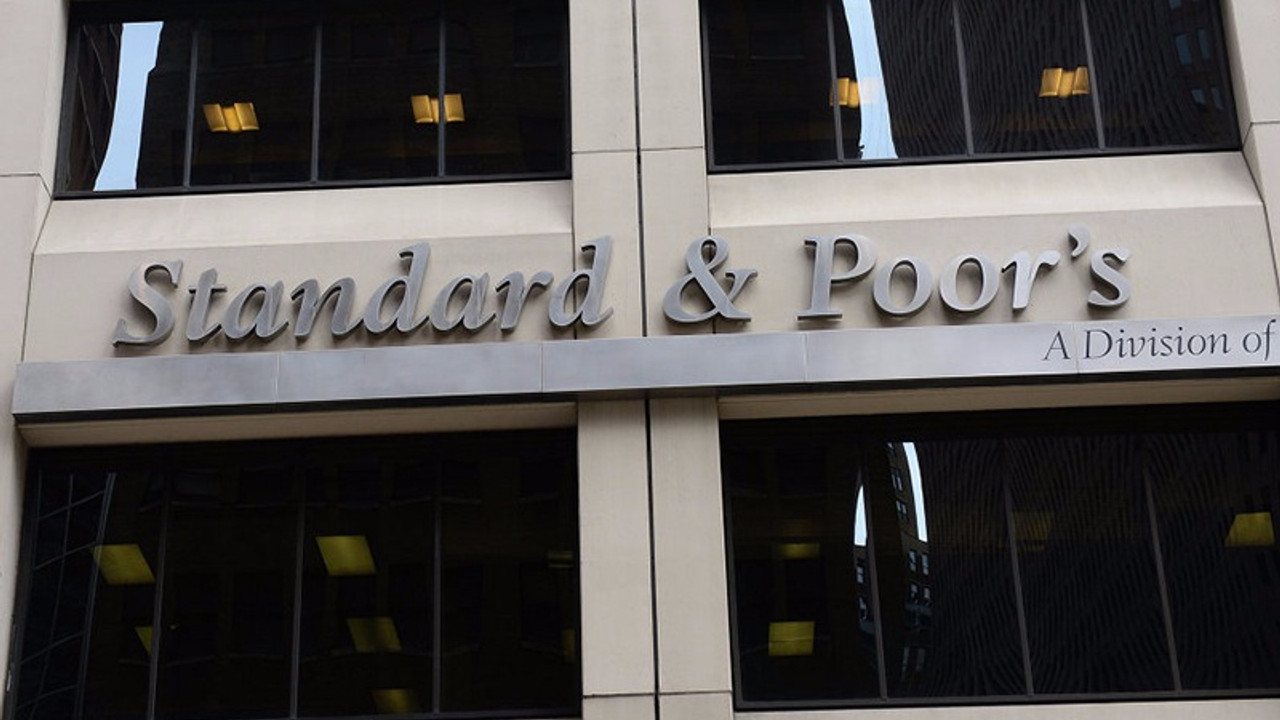 Standard & Poor's
A Division of